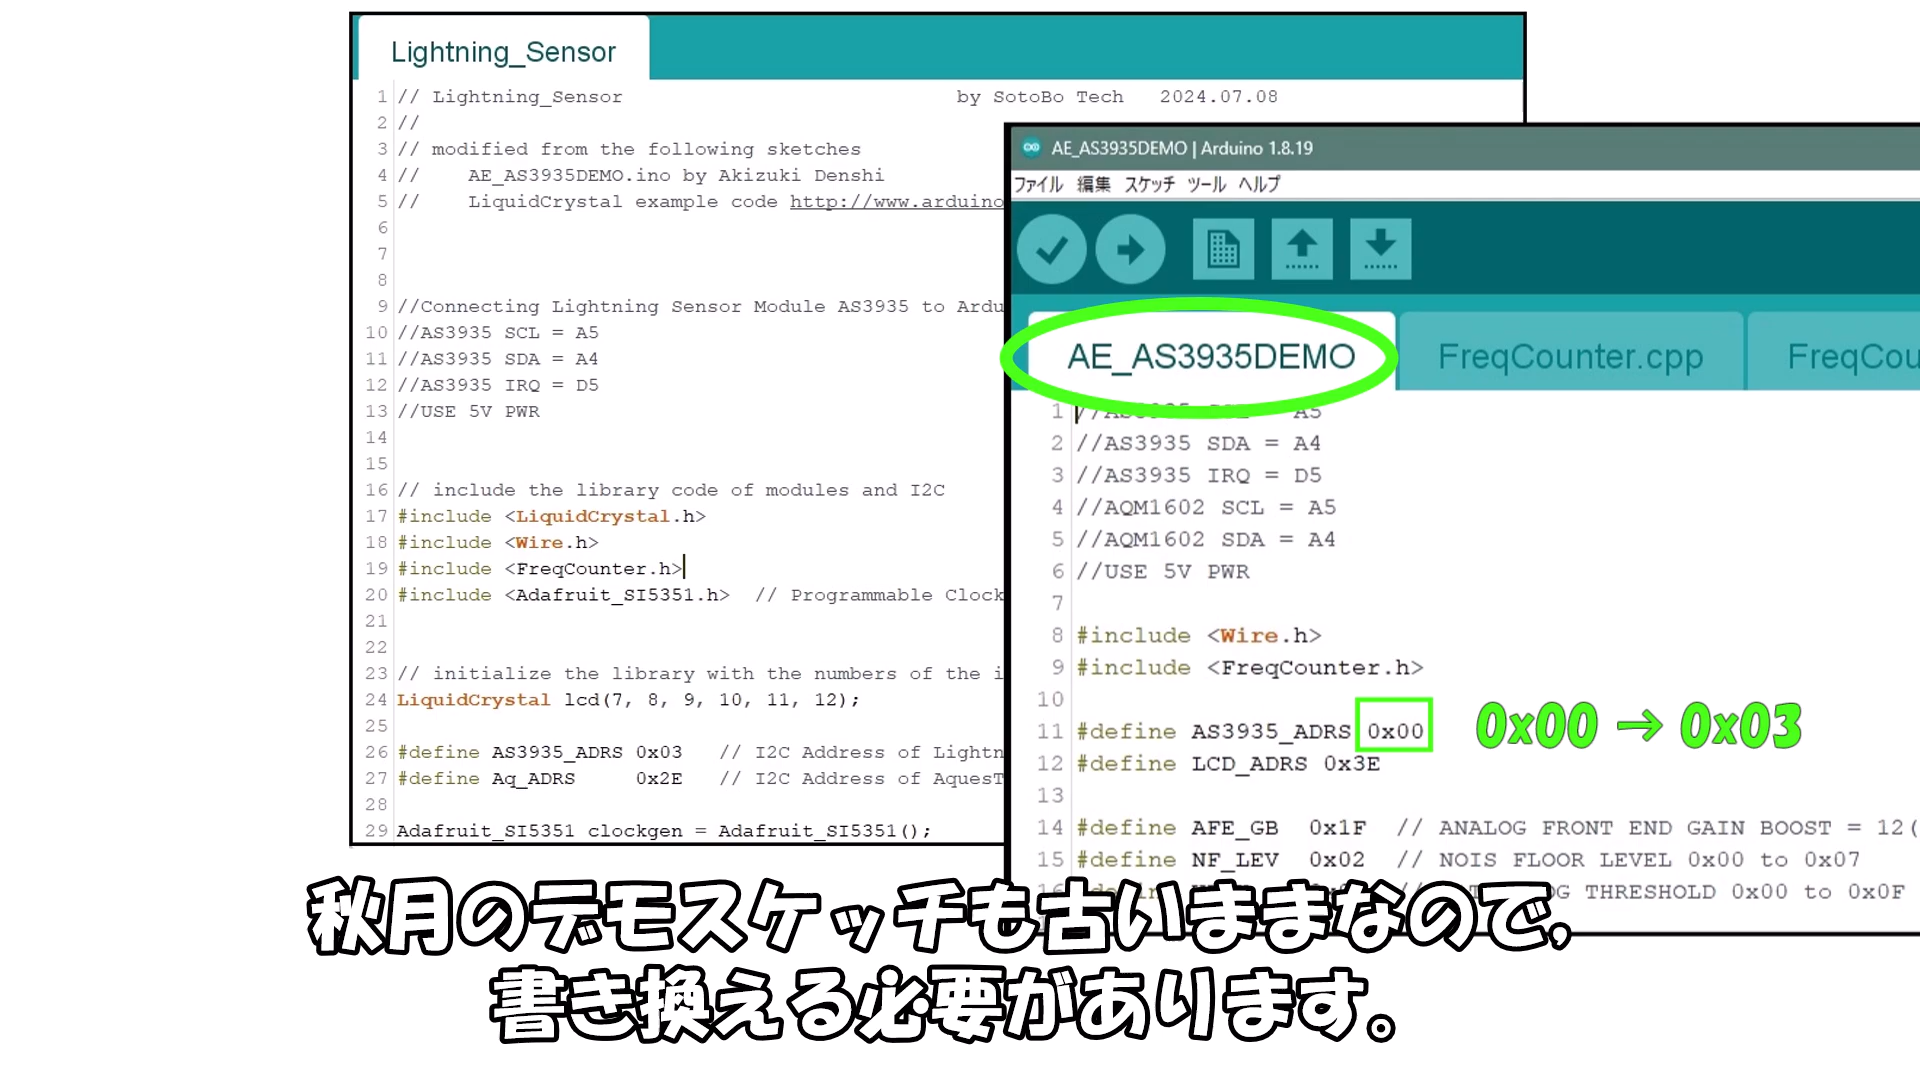 Lightning_Sensor
1 // Lightning_Sensor by SotoBo Tech 2024.07.08
2 //
3 // modified from the following sketches
4 // AE_AS3935DEMO.ino by Akizuki Denshi
5 // LiquidCrystal example code http://www.arduino
6
7
8
9 //Connecting Lightning Sensor Module AS3935 to Ardu
10 //AS3935 SCL = A5
11 //AS3935 SDA = A4
12 //AS3935 IRQ = D5
13 //USE 5V PWR
14
15
16 // include the library code of modules and I2C
17 #include <LiquidCrystal.h>
18 #include <Wire.h>
19 #include <FreqCounter.h>
20 #include <Adafruit_SI5351.h> // Programmable Clock
21
22
23 // initialize the library with the numbers of the i
24 LiquidCrystal lcd(7, 8, 9, 10, 11, 12);
25
26 #define AS3935_ADRS 0x03 // I2C Address of Lightn
27 #define Aq_ADRS 0x2E // I2C Address of AquesT
28
29 Adafruit_SI5351 clockgen = Adafruit_SI5351();
AE_AS3935DEMO | Arduino 1.8.19
ファイル 編集 スケッチ ツール ヘルプ
AE_AS3935DEMO FreqCounter.cpp FreqCou
1 A5
2 //AS3935 SDA = A4
3 //AS3935 IRQ = D5
4 //AQM1602 SCL = A5
5 //AQM1602 SDA = A4
6 //USE 5V PWR
7
8 #include <Wire.h>
9 #include <FreqCounter.h>
10
11 #define AS3935_ADRS 0x00
12 #define LCD_ADRS 0x3E
13
14 #define AFE_GB 0x1F // ANALOG FRONT END GAIN BOOST = 12(
15 #define NF_LEV 0x02 // NOIS FLOOR LEVEL 0x00 to 0x07
THRESHOLD 0x00 to 0x0F
0x00 → 0x03
秋月のデモスケッチも古いままなので,
書き換える必要があります。